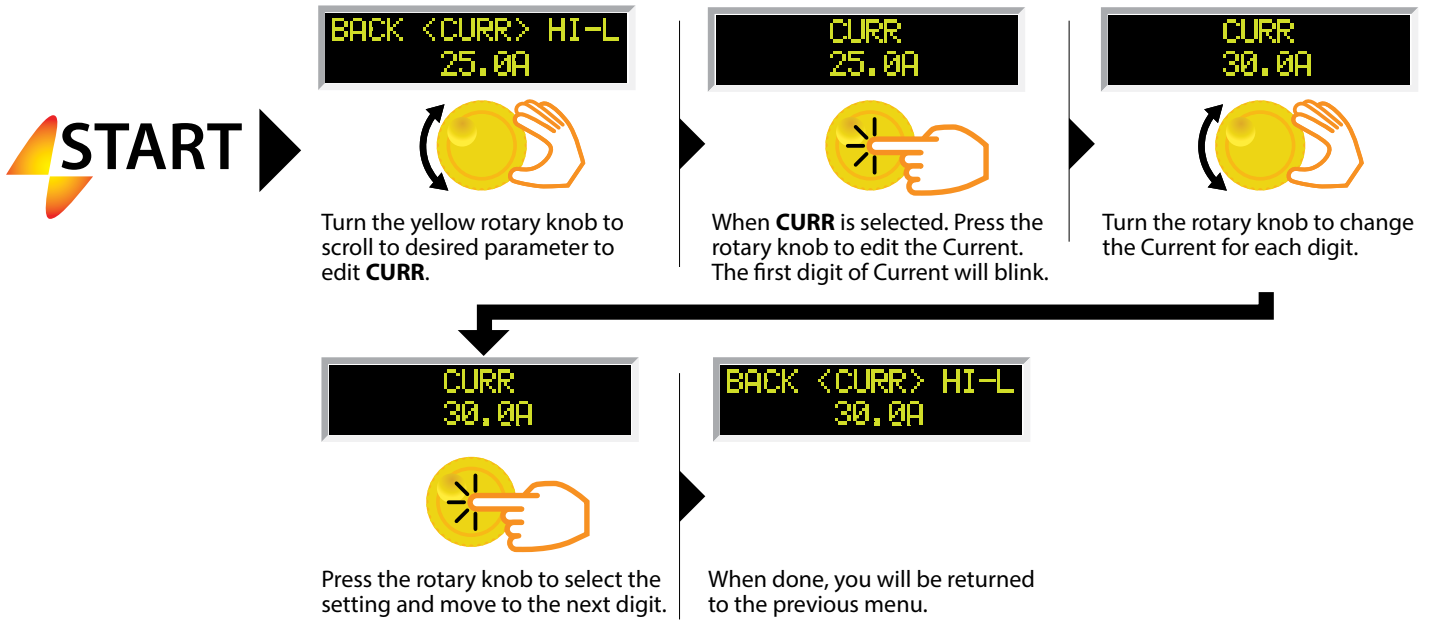 START
BACK <CURR> HI-L
25.0A
Turn the yellow rotary knob to
scroll to desired parameter to
edit CURR.
CURR
25.0A
When CURR is selected. Press the
rotary knob to edit the Current.
The first digit of Current will blink.
CURR
30.0A
Turn the rotary knob to change
the Current for each digit.
CURR
30.0A
Press the rotary knob to select the
setting and move to the next digit.
BACK <CURR> HI-L
30.0A
When done, you will be returned
to the previous menu.